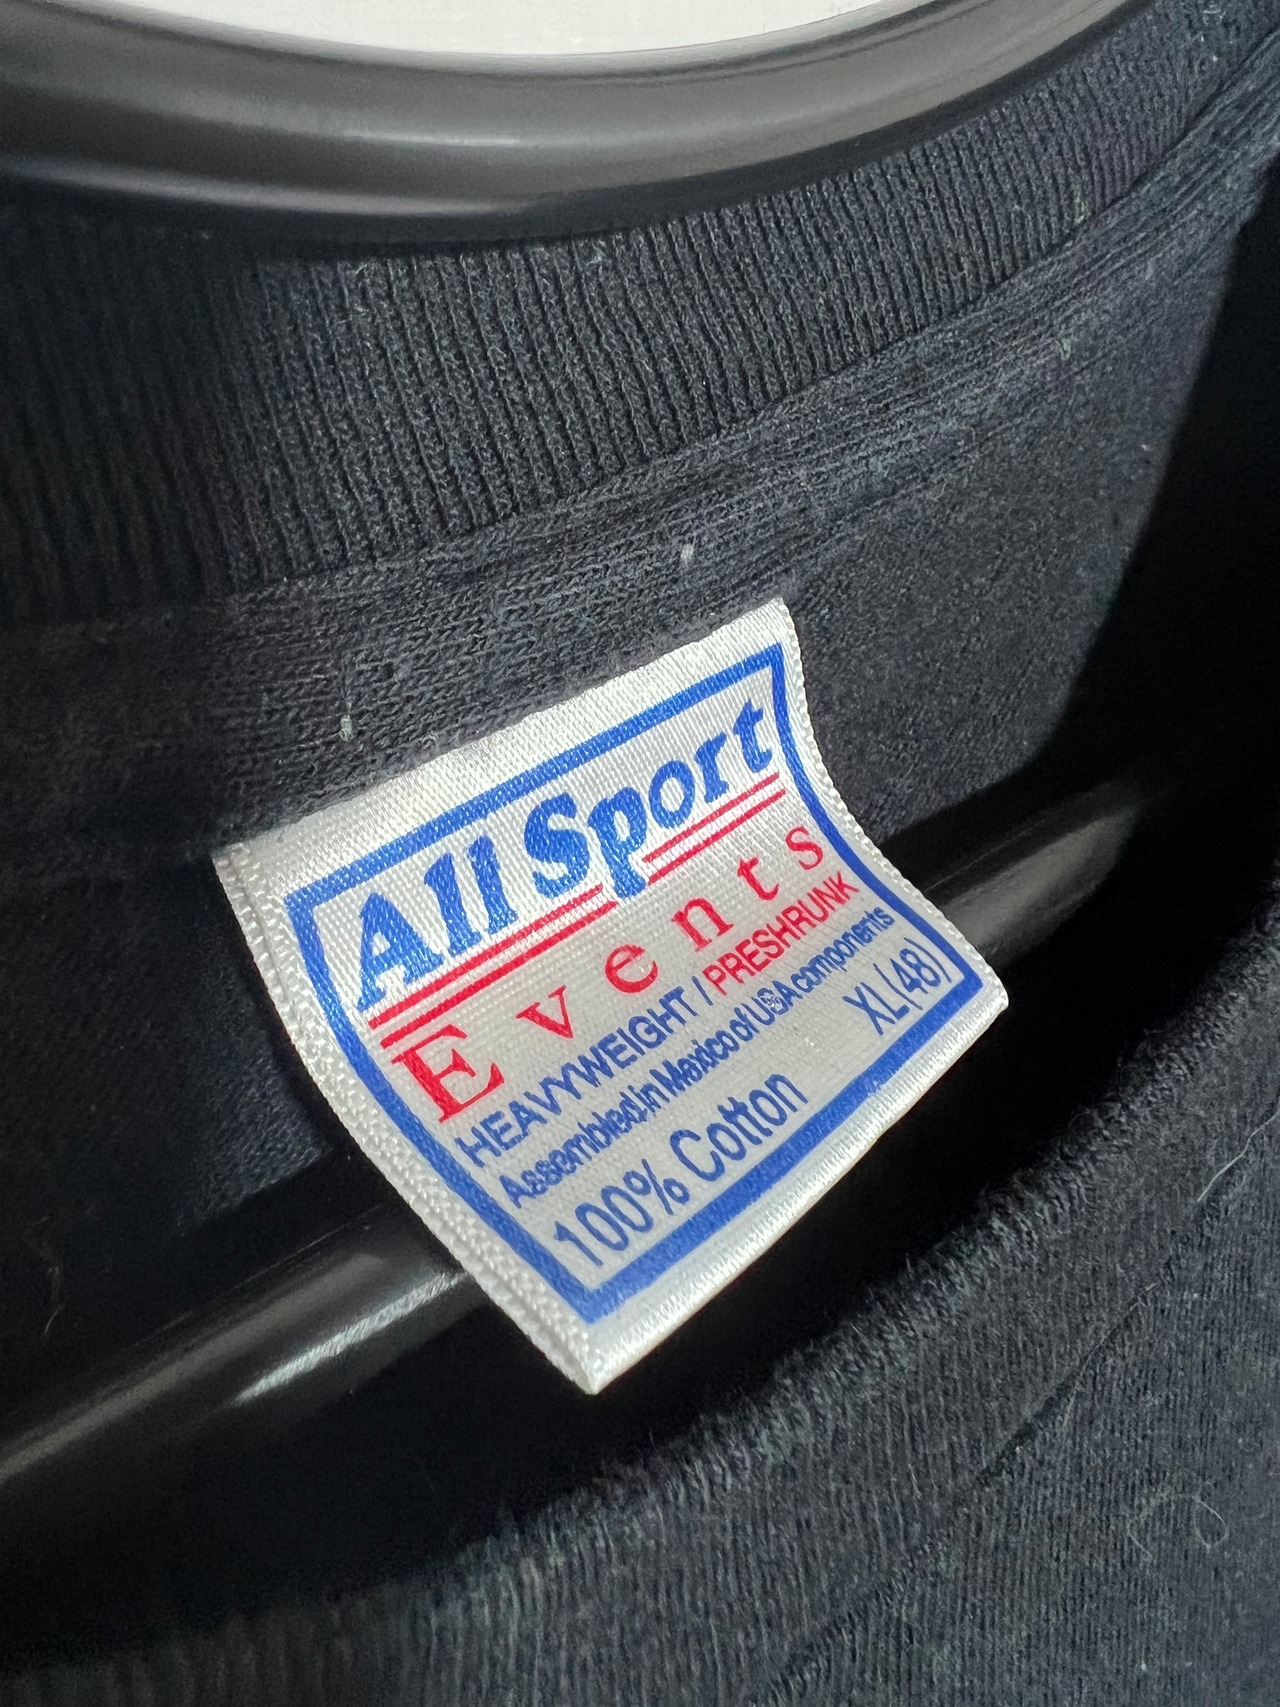 All Sport
Events
HEAVYWEIGHT / PRESHRUNK
Assembled in Mexico of USA components
XL(48)
100% Cotton